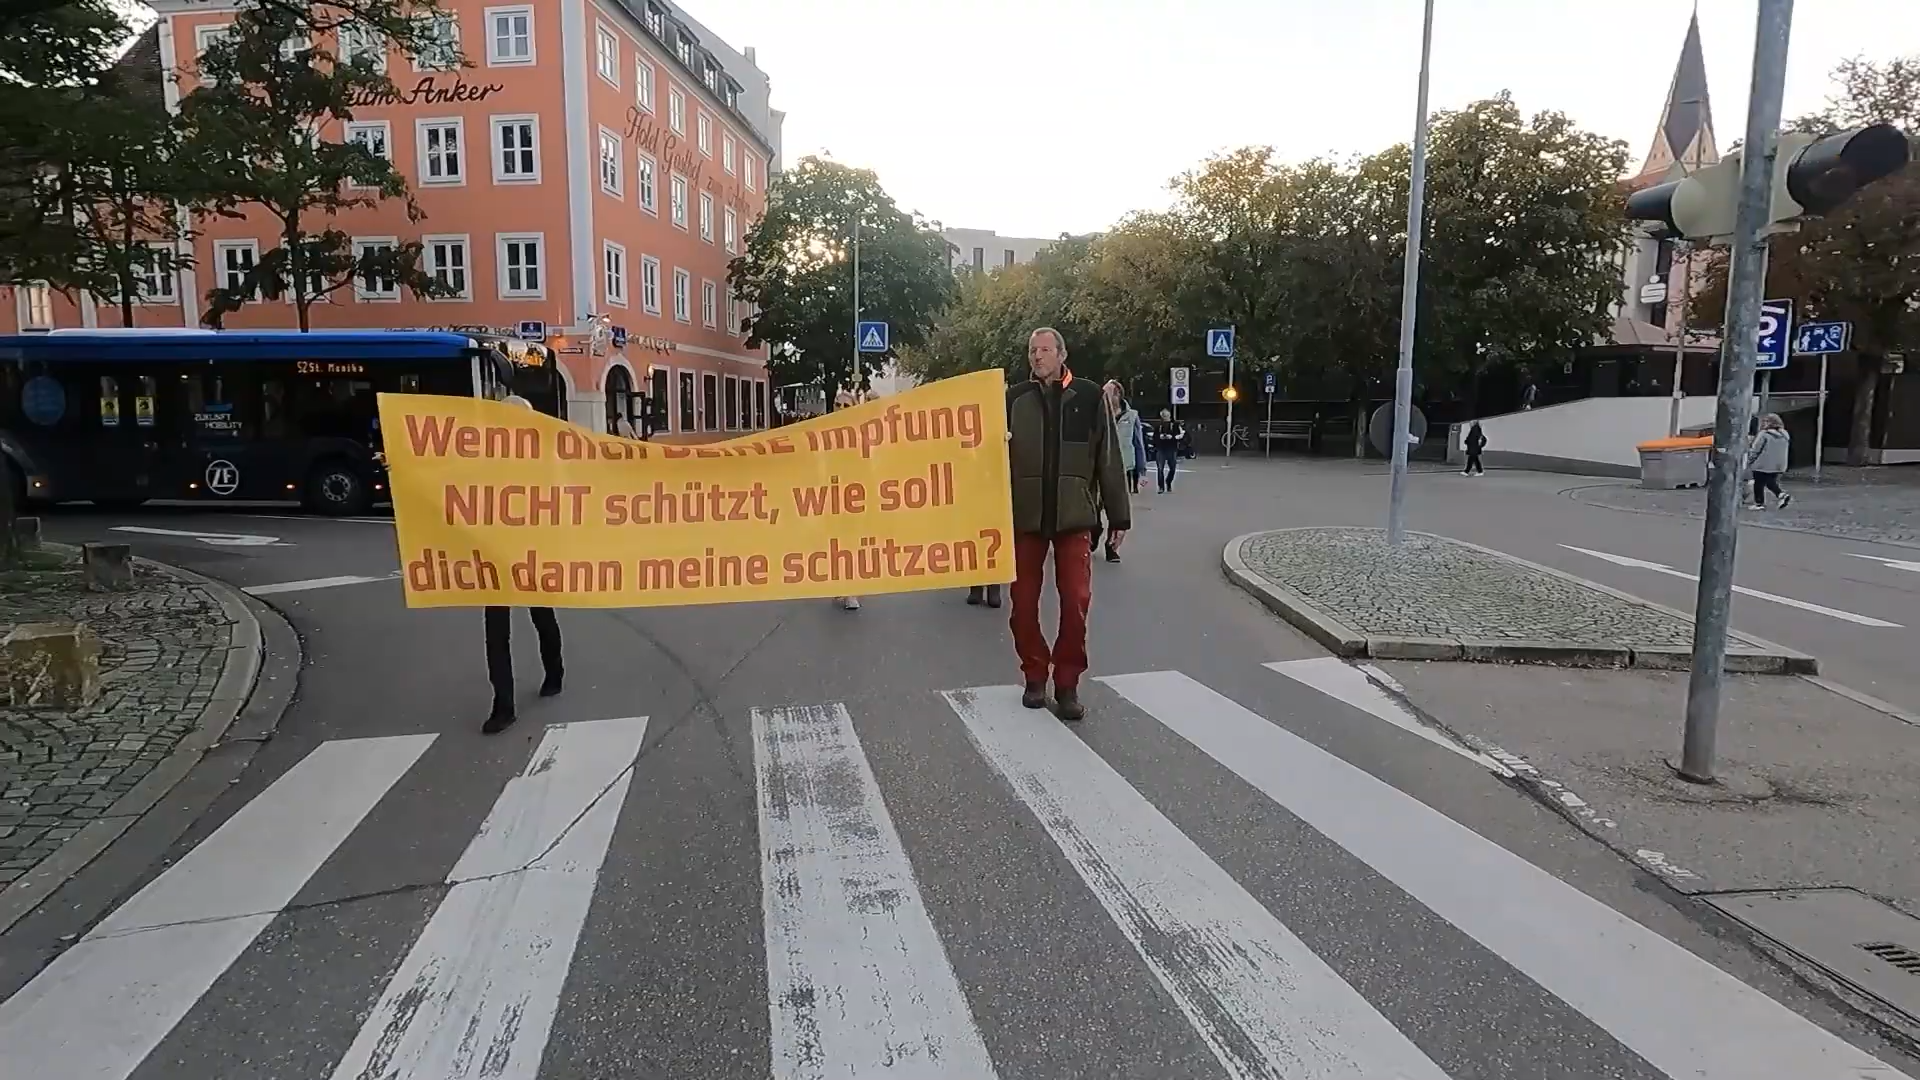 zum Anker
Hotel Gasthof zum Anker
52 St. Monika
ZUKUNFT
MOBILITY
ZF
Wenn dich DEINE Impfung
NICHT schützt, wie soll
dich dann meine schützen?
P